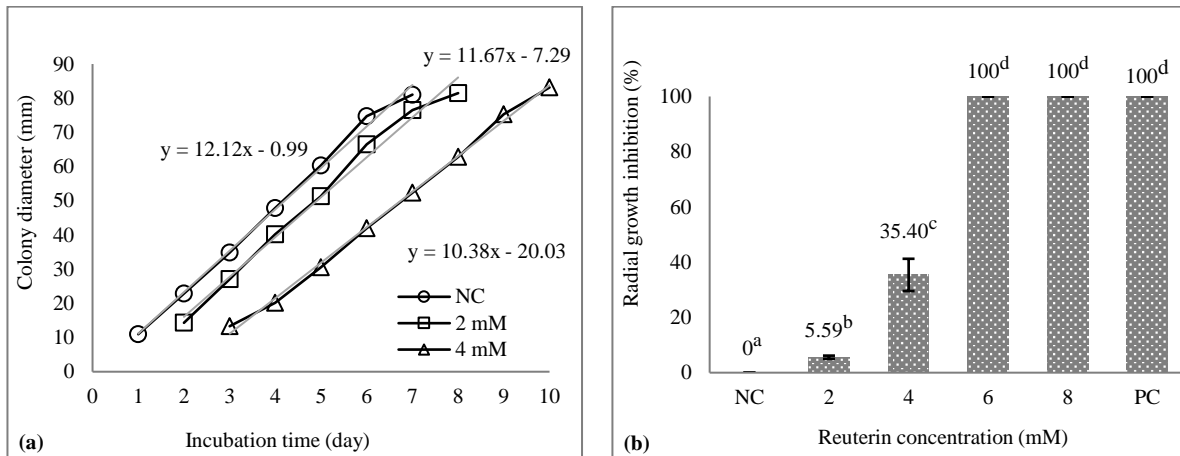 90
80
70
60
50
40
30
20
10
0
Colony diameter (mm)
y = 11.67x - 7.29
y = 12.12x - 0.99
y = 10.38x - 20.03
NC
2 mM
4 mM
0 1 2 3 4 5 6 7 8 9 10
(a) Incubation time (day)
100
80
60
40
20
0
Radial growth inhibition (%)
0a
5.59b
35.40c
100d
100d
100d
NC 2 4 6 8 PC
(b) Reuterin concentration (mM)